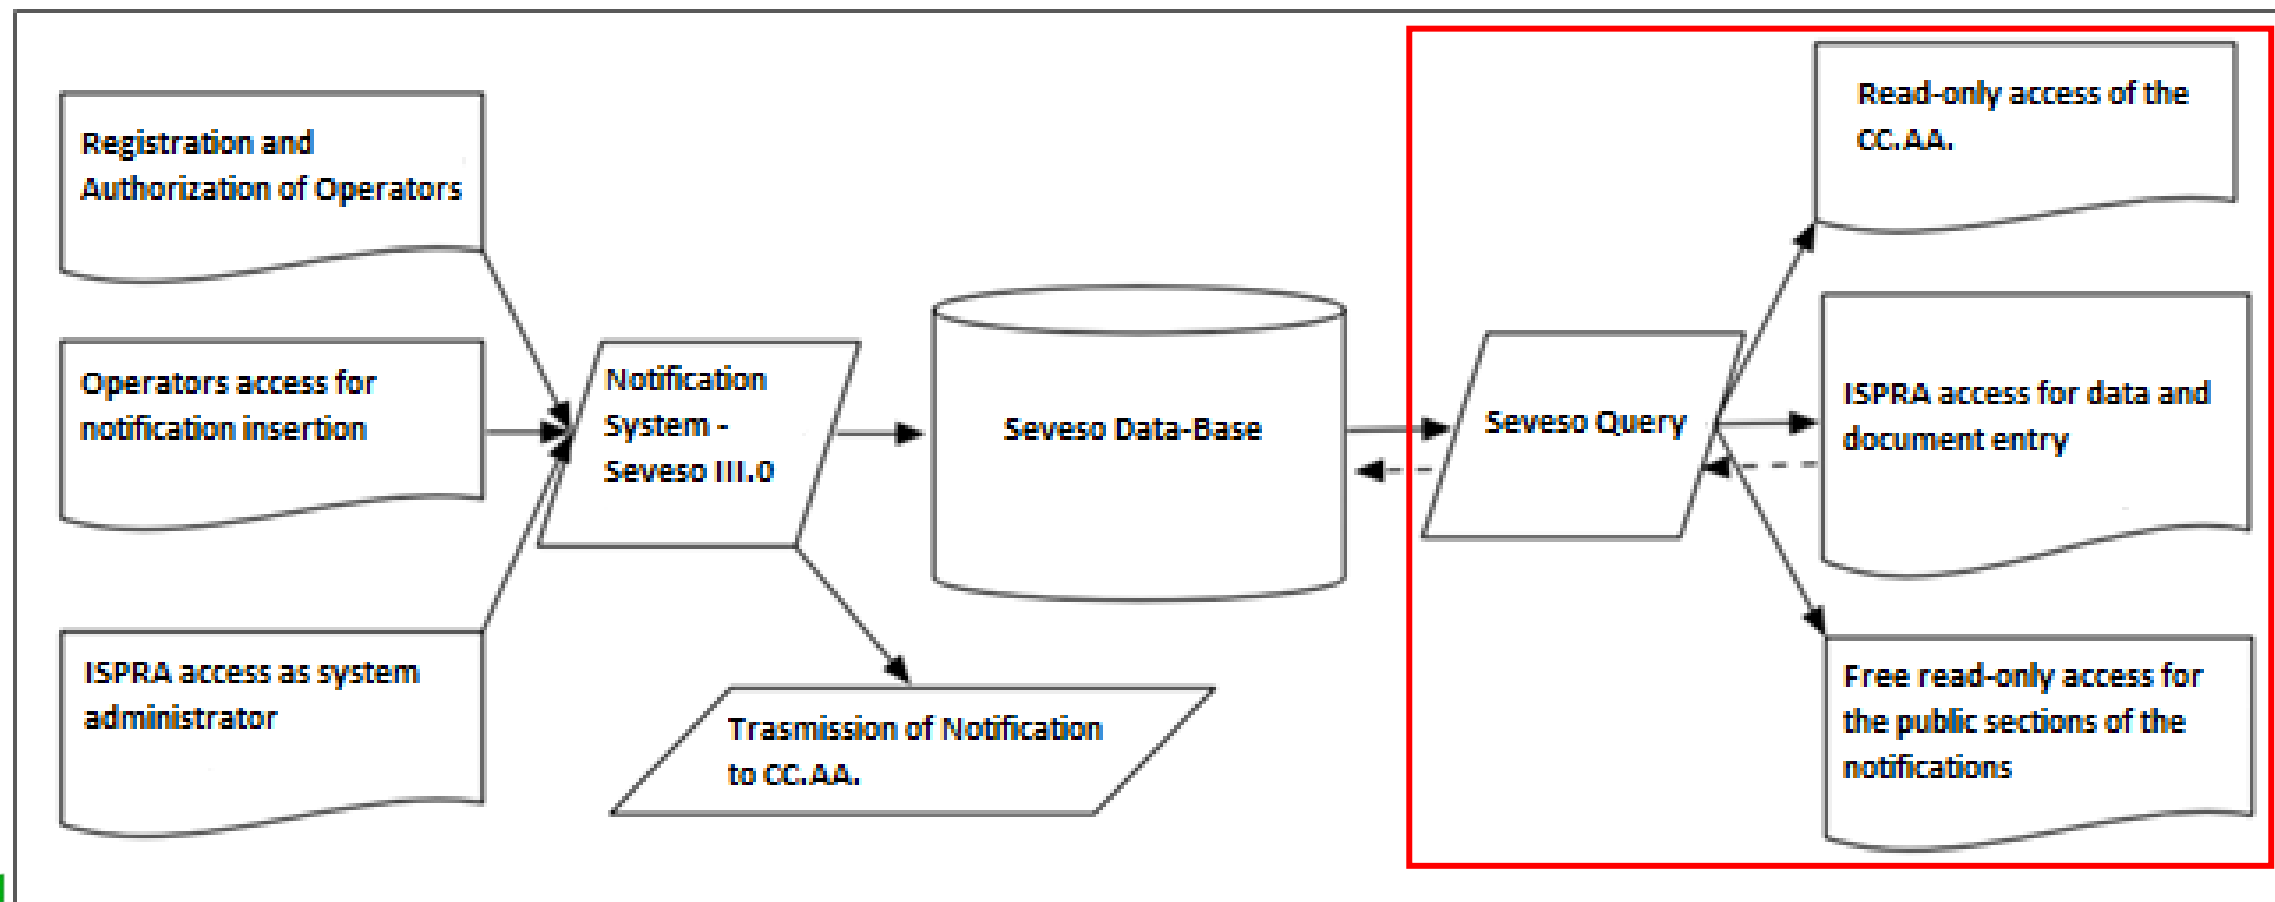 Registration and
Authorization of Operators
Operators access for
notification insertion
ISPRA access as system
administrator
Notification
System -
Seveso III.0
Trasmission of Notification
to CC.AA.
Seveso Data-Base
Seveso Query
Read-only access of the
CC.AA.
ISPRA access for data and
document entry
Free read-only access for
the public sections of the
notifications